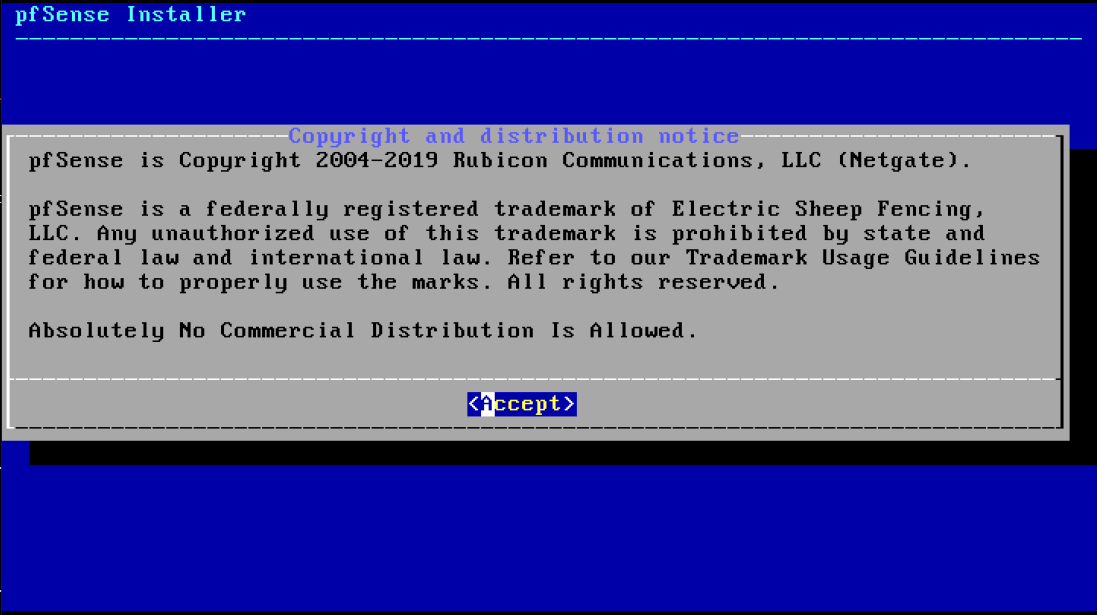 pfSense Installer
Copyright and distribution notice
pfSense is Copyright 2004-2019 Rubicon Communications, LLC (Netgate).
pfSense is a federally registered trademark of Electric Sheep Fencing,
LLC. Any unauthorized use of this trademark is prohibited by state and
federal law and international law. Refer to our Trademark Usage Guidelines
for how to properly use the marks. All rights reserved.
Absolutely No Commercial Distribution Is Allowed.
<Accept>